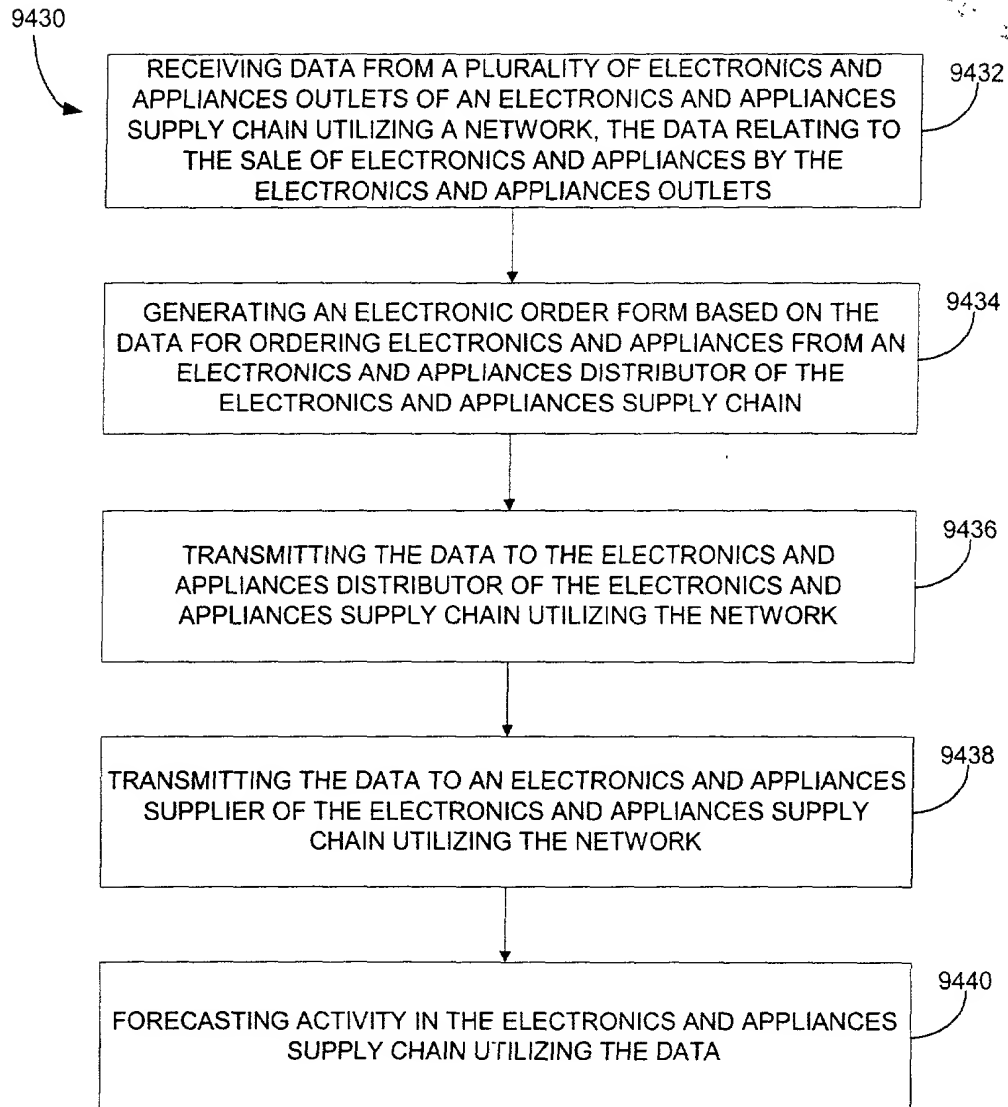 9430
RECEIVING DATA FROM A PLURALITY OF ELECTRONICS AND
APPLIANCES OUTLETS OF AN ELECTRONICS AND APPLIANCES
SUPPLY CHAIN UTILIZING A NETWORK, THE DATA RELATING TO
THE SALE OF ELECTRONICS AND APPLIANCES BY THE
ELECTRONICS AND APPLIANCES OUTLETS
9432
GENERATING AN ELECTRONIC ORDER FORM BASED ON THE
DATA FOR ORDERING ELECTRONICS AND APPLIANCES FROM AN
ELECTRONICS AND APPLIANCES DISTRIBUTOR OF THE
ELECTRONICS AND APPLIANCES SUPPLY CHAIN
9434
TRANSMITTING THE DATA TO THE ELECTRONICS AND
APPLIANCES DISTRIBUTOR OF THE ELECTRONICS AND
APPLIANCES SUPPLY CHAIN UTILIZING THE NETWORK
9436
TRANSMITTING THE DATA TO AN ELECTRONICS AND APPLIANCES
SUPPLIER OF THE ELECTRONICS AND APPLIANCES SUPPLY
CHAIN UTILIZING THE NETWORK
9438
FORECASTING ACTIVITY IN THE ELECTRONICS AND APPLIANCES
SUPPLY CHAIN UTILIZING THE DATA
9440